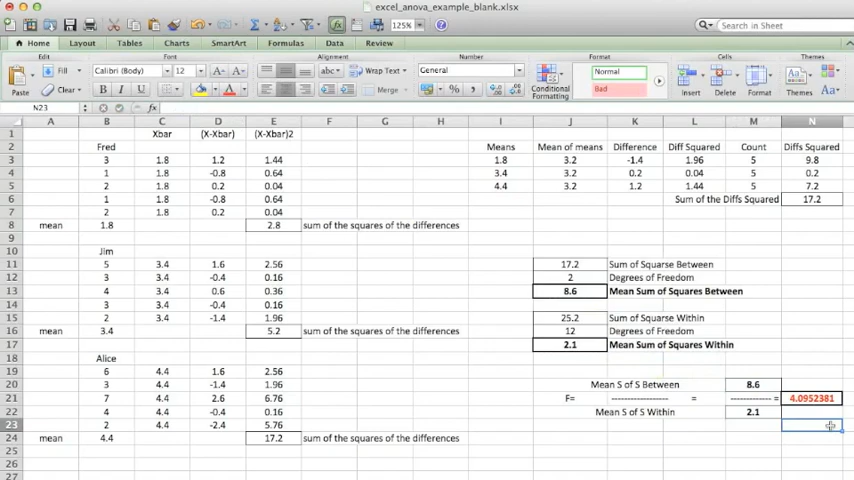 excel_anova_example_blank.xlsx
125%
Search in Sheet
Home Layout Tables Charts SmartArt Formulas Data Review
Edit Font Alignment Number Format Cells Themes
Fill Calibri (Body) 12 abc Wrap Text General Normal
Paste Clear B I U Merge % Conditional Formatting Bad Insert Delete Format Themes
N23 fx
A B C D E F G H I J K L M N
1 Xbar (X-Xbar) (X-Xbar)2
2 Fred Means Mean of means Difference Diff Squared Count Diffs Squared
3 3 1.8 1.2 1.44 1.8 3.2 -1.4 1.96 5 9.8
4 1 1.8 -0.8 0.64 3.4 3.2 0.2 0.04 5 0.2
5 2 1.8 0.2 0.04 4.4 3.2 1.2 1.44 5 7.2
6 1 1.8 -0.8 0.64 Sum of the Diffs Squared 17.2
7 2 1.8 0.2 0.04
8 mean 1.8 2.8 sum of the squares of the differences
9
10 Jim
11 5 3.4 1.6 2.56 17.2 Sum of Squarse Between
12 3 3.4 -0.4 0.16 2 Degrees of Freedom
13 4 3.4 0.6 0.36 8.6 Mean Sum of Squares Between
14 3 3.4 -0.4 0.16
15 2 3.4 -1.4 1.96 25.2 Sum of Squarse Within
16 mean 3.4 5.2 sum of the squares of the differences 12 Degrees of Freedom
17 2.1 Mean Sum of Squares Within
18 Alice
19 6 4.4 1.6 2.56
20 3 4.4 -1.4 1.96 Mean S of S Between 8.6
21 7 4.4 2.6 6.76 F= ------------------ = ------------- = 4.0952381
22 4 4.4 -0.4 0.16 Mean S of S Within 2.1
23 2 4.4 -2.4 5.76
24 mean 4.4 17.2 sum of the squares of the differences
25
26
27